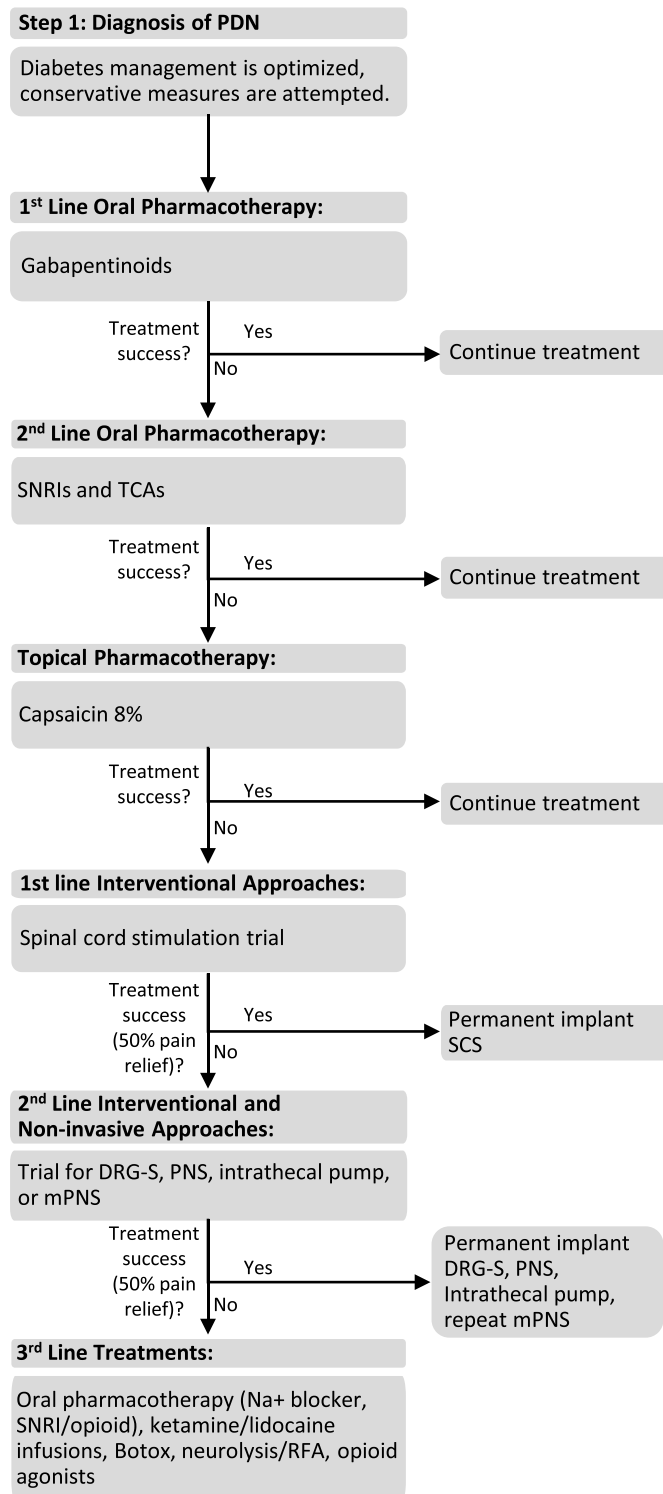 Step 1: Diagnosis of PDN
Diabetes management is optimized,
conservative measures are attempted.
1st Line Oral Pharmacotherapy:
Gabapentinoids
Treatment
success?
Yes
No
Continue treatment
2nd Line Oral Pharmacotherapy:
SNRIs and TCAs
Treatment
success?
Yes
No
Continue treatment
Topical Pharmacotherapy:
Capsaicin 8%
Treatment
success?
Yes
No
Continue treatment
1st line Interventional Approaches:
Spinal cord stimulation trial
Treatment
success
(50% pain
relief)?
Yes
No
Permanent implant
SCS
2nd Line Interventional and
Non-invasive Approaches:
Trial for DRG-S, PNS, intrathecal pump,
or mPNS
Treatment
success
(50% pain
relief)?
Yes
No
Permanent implant
DRG-S, PNS,
Intrathecal pump,
repeat mPNS
3rd Line Treatments:
Oral pharmacotherapy (Na+ blocker,
SNRI/opioid), ketamine/lidocaine
infusions, Botox, neurolysis/RFA, opioid
agonists